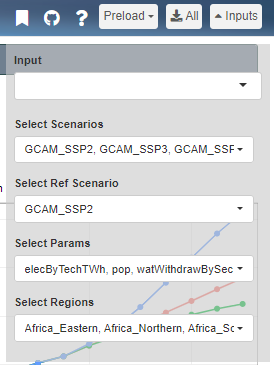 ? Preload All Inputs
Input
Select Scenarios
GCAM_SSP2, GCAM_SSP3, GCAM_SSF
Select Ref Scenario
GCAM_SSP2
Select Params
elecByTechTWh, pop, watWithdrawBySec
Select Regions
Africa_Eastern, Africa_Northern, Africa_Sc